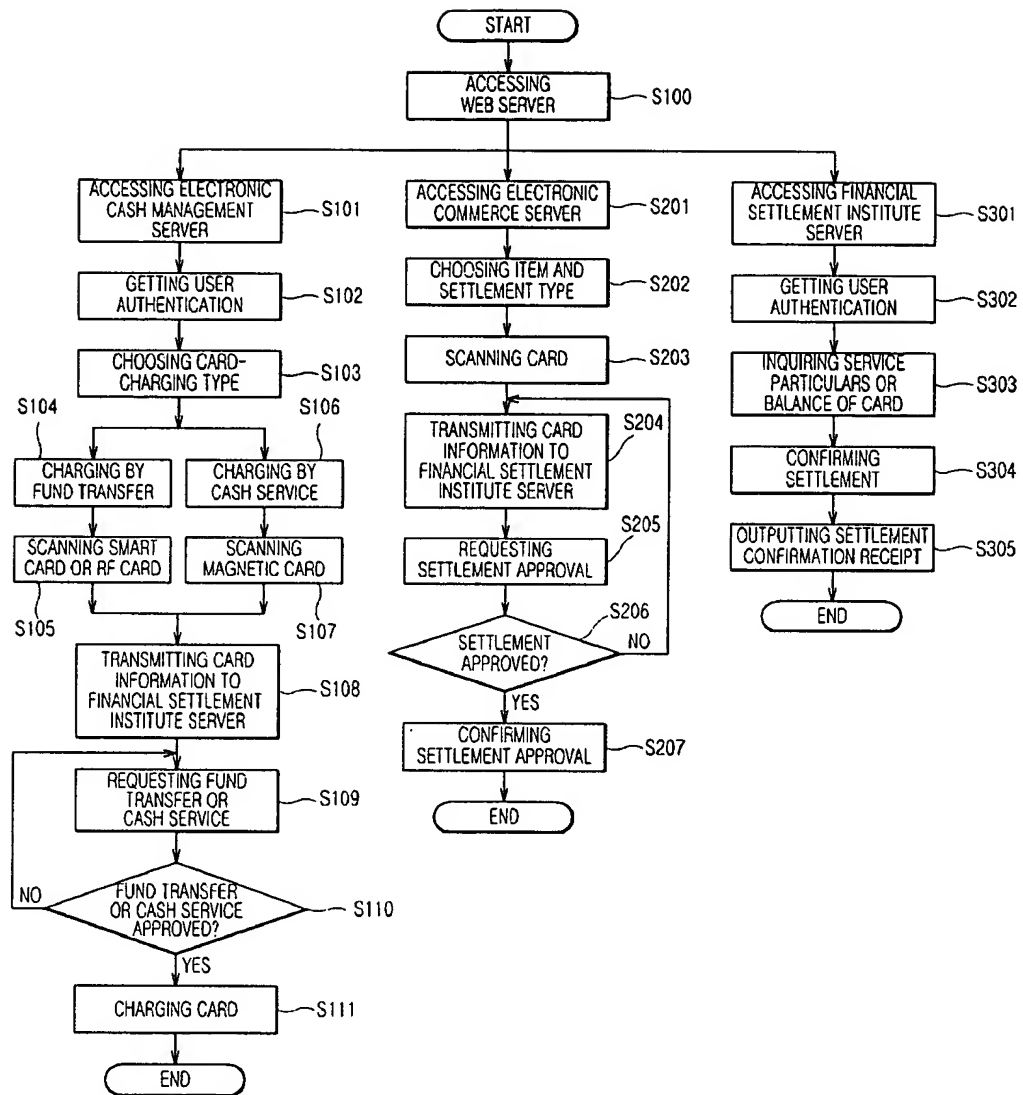 START
ACCESSING
WEB SERVER
S100
ACCESSING ELECTRONIC
CASH MANAGEMENT
SERVER
S101
GETTING USER
AUTHENTICATION
S102
CHOOSING CARD-
CHARGING TYPE
S103
S104
CHARGING BY
FUND TRANSFER
S106
CHARGING BY
CASH SERVICE
SCANNING SMART
CARD OR RF CARD
S105
SCANNING
MAGNETIC CARD
S107
TRANSMITTING CARD
INFORMATION TO
FINANCIAL SETTLEMENT
INSTITUTE SERVER
S108
REQUESTING FUND
TRANSFER OR
CASH SERVICE
S109
NO
FUND TRANSFER
OR CASH SERVICE
APPROVED?
S110
YES
CHARGING CARD
S111
END
ACCESSING ELECTRONIC
COMMERCE SERVER
S201
CHOOSING ITEM AND
SETTLEMENT TYPE
S202
SCANNING CARD
S203
S204
TRANSMITTING CARD
INFORMATION TO
FINANCIAL SETTLEMENT
INSTITUTE SERVER
S205
REQUESTING
SETTLEMENT APPROVAL
S206
SETTLEMENT
APPROVED?
NO
YES
CONFIRMING
SETTLEMENT APPROVAL
S207
END
ACCESSING FINANCIAL
SETTLEMENT INSTITUTE
SERVER
S301
GETTING USER
AUTHENTICATION
S302
INQUIRING SERVICE
PARTICULARS OR
BALANCE OF CARD
S303
CONFIRMING
SETTLEMENT
S304
OUTPUTTING SETTLEMENT
CONFIRMATION RECEIPT
S305
END